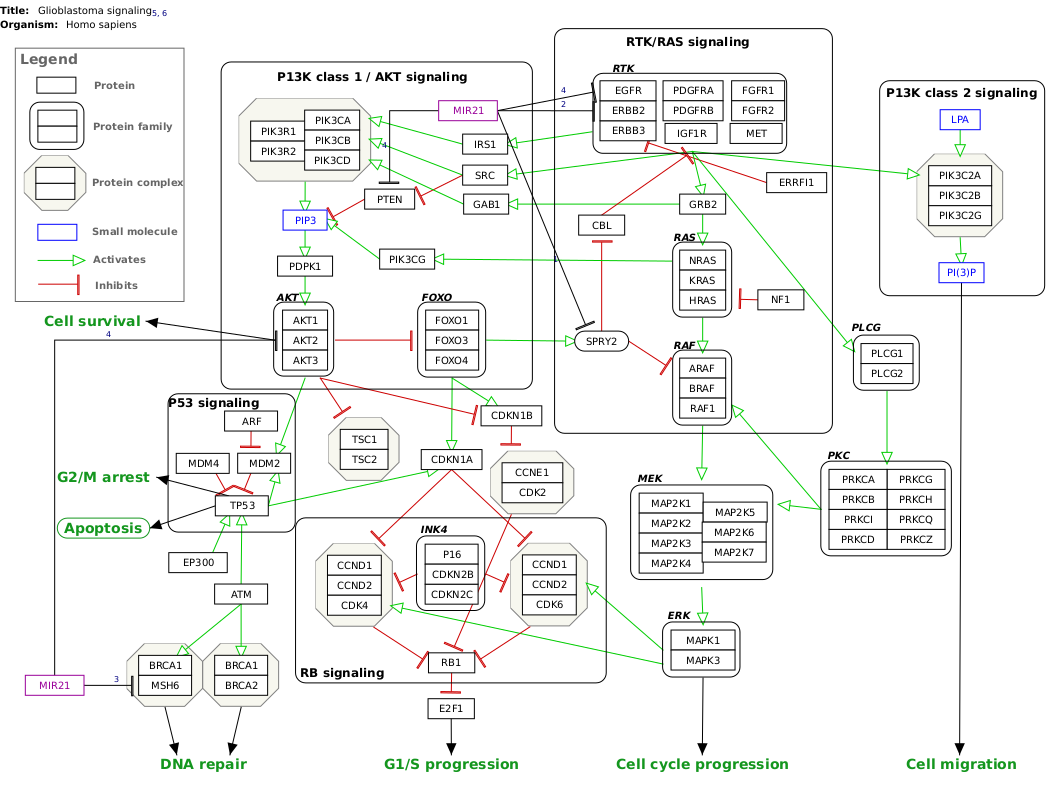 Title: Glioblastoma signaling5, 6
Organism: Homo sapiens
Legend
Protein
Protein family
Protein complex
Small molecule
Activates
Inhibits
P13K class 1 / AKT signaling
RTK/RAS signaling
P13K class 2 signaling
RTK
EGFR
ERBB2
ERBB3
PDGFRA
PDGFRB
IGF1R
FGFR1
FGFR2
MET
MIR21
4
2
4
PIK3R1
PIK3R2
PIK3CA
PIK3CB
PIK3CD
IRS1
SRC
GAB1
PTEN
PIP3
PDPK1
PIK3CG
LPA
PIK3C2A
PIK3C2B
PIK3C2G
PI(3)P
ERRFI1
GRB2
CBL
RAS
NRAS
KRAS
HRAS
NF1
AKT
AKT1
AKT2
AKT3
FOXO
FOXO1
FOXO3
FOXO4
SPRY2
RAF
ARAF
BRAF
RAF1
PLCG
PLCG1
PLCG2
Cell survival
4
P53 signaling
ARF
MDM4
MDM2
TP53
G2/M arrest
Apoptosis
EP300
ATM
TSC1
TSC2
CDKN1B
CDKN1A
CCNE1
CDK2
MEK
MAP2K1
MAP2K2
MAP2K3
MAP2K4
MAP2K5
MAP2K6
MAP2K7
PKC
PRKCA
PRKCB
PRKCI
PRKCD
PRKCG
PRKCH
PRKCQ
PRKCZ
INK4
P16
CDKN2B
CDKN2C
CCND1
CCND2
CDK4
CCND1
CCND2
CDK6
RB1
RB signaling
E2F1
ERK
MAPK1
MAPK3
MIR21
3
BRCA1
MSH6
BRCA1
BRCA2
DNA repair
G1/S progression
Cell cycle progression
Cell migration